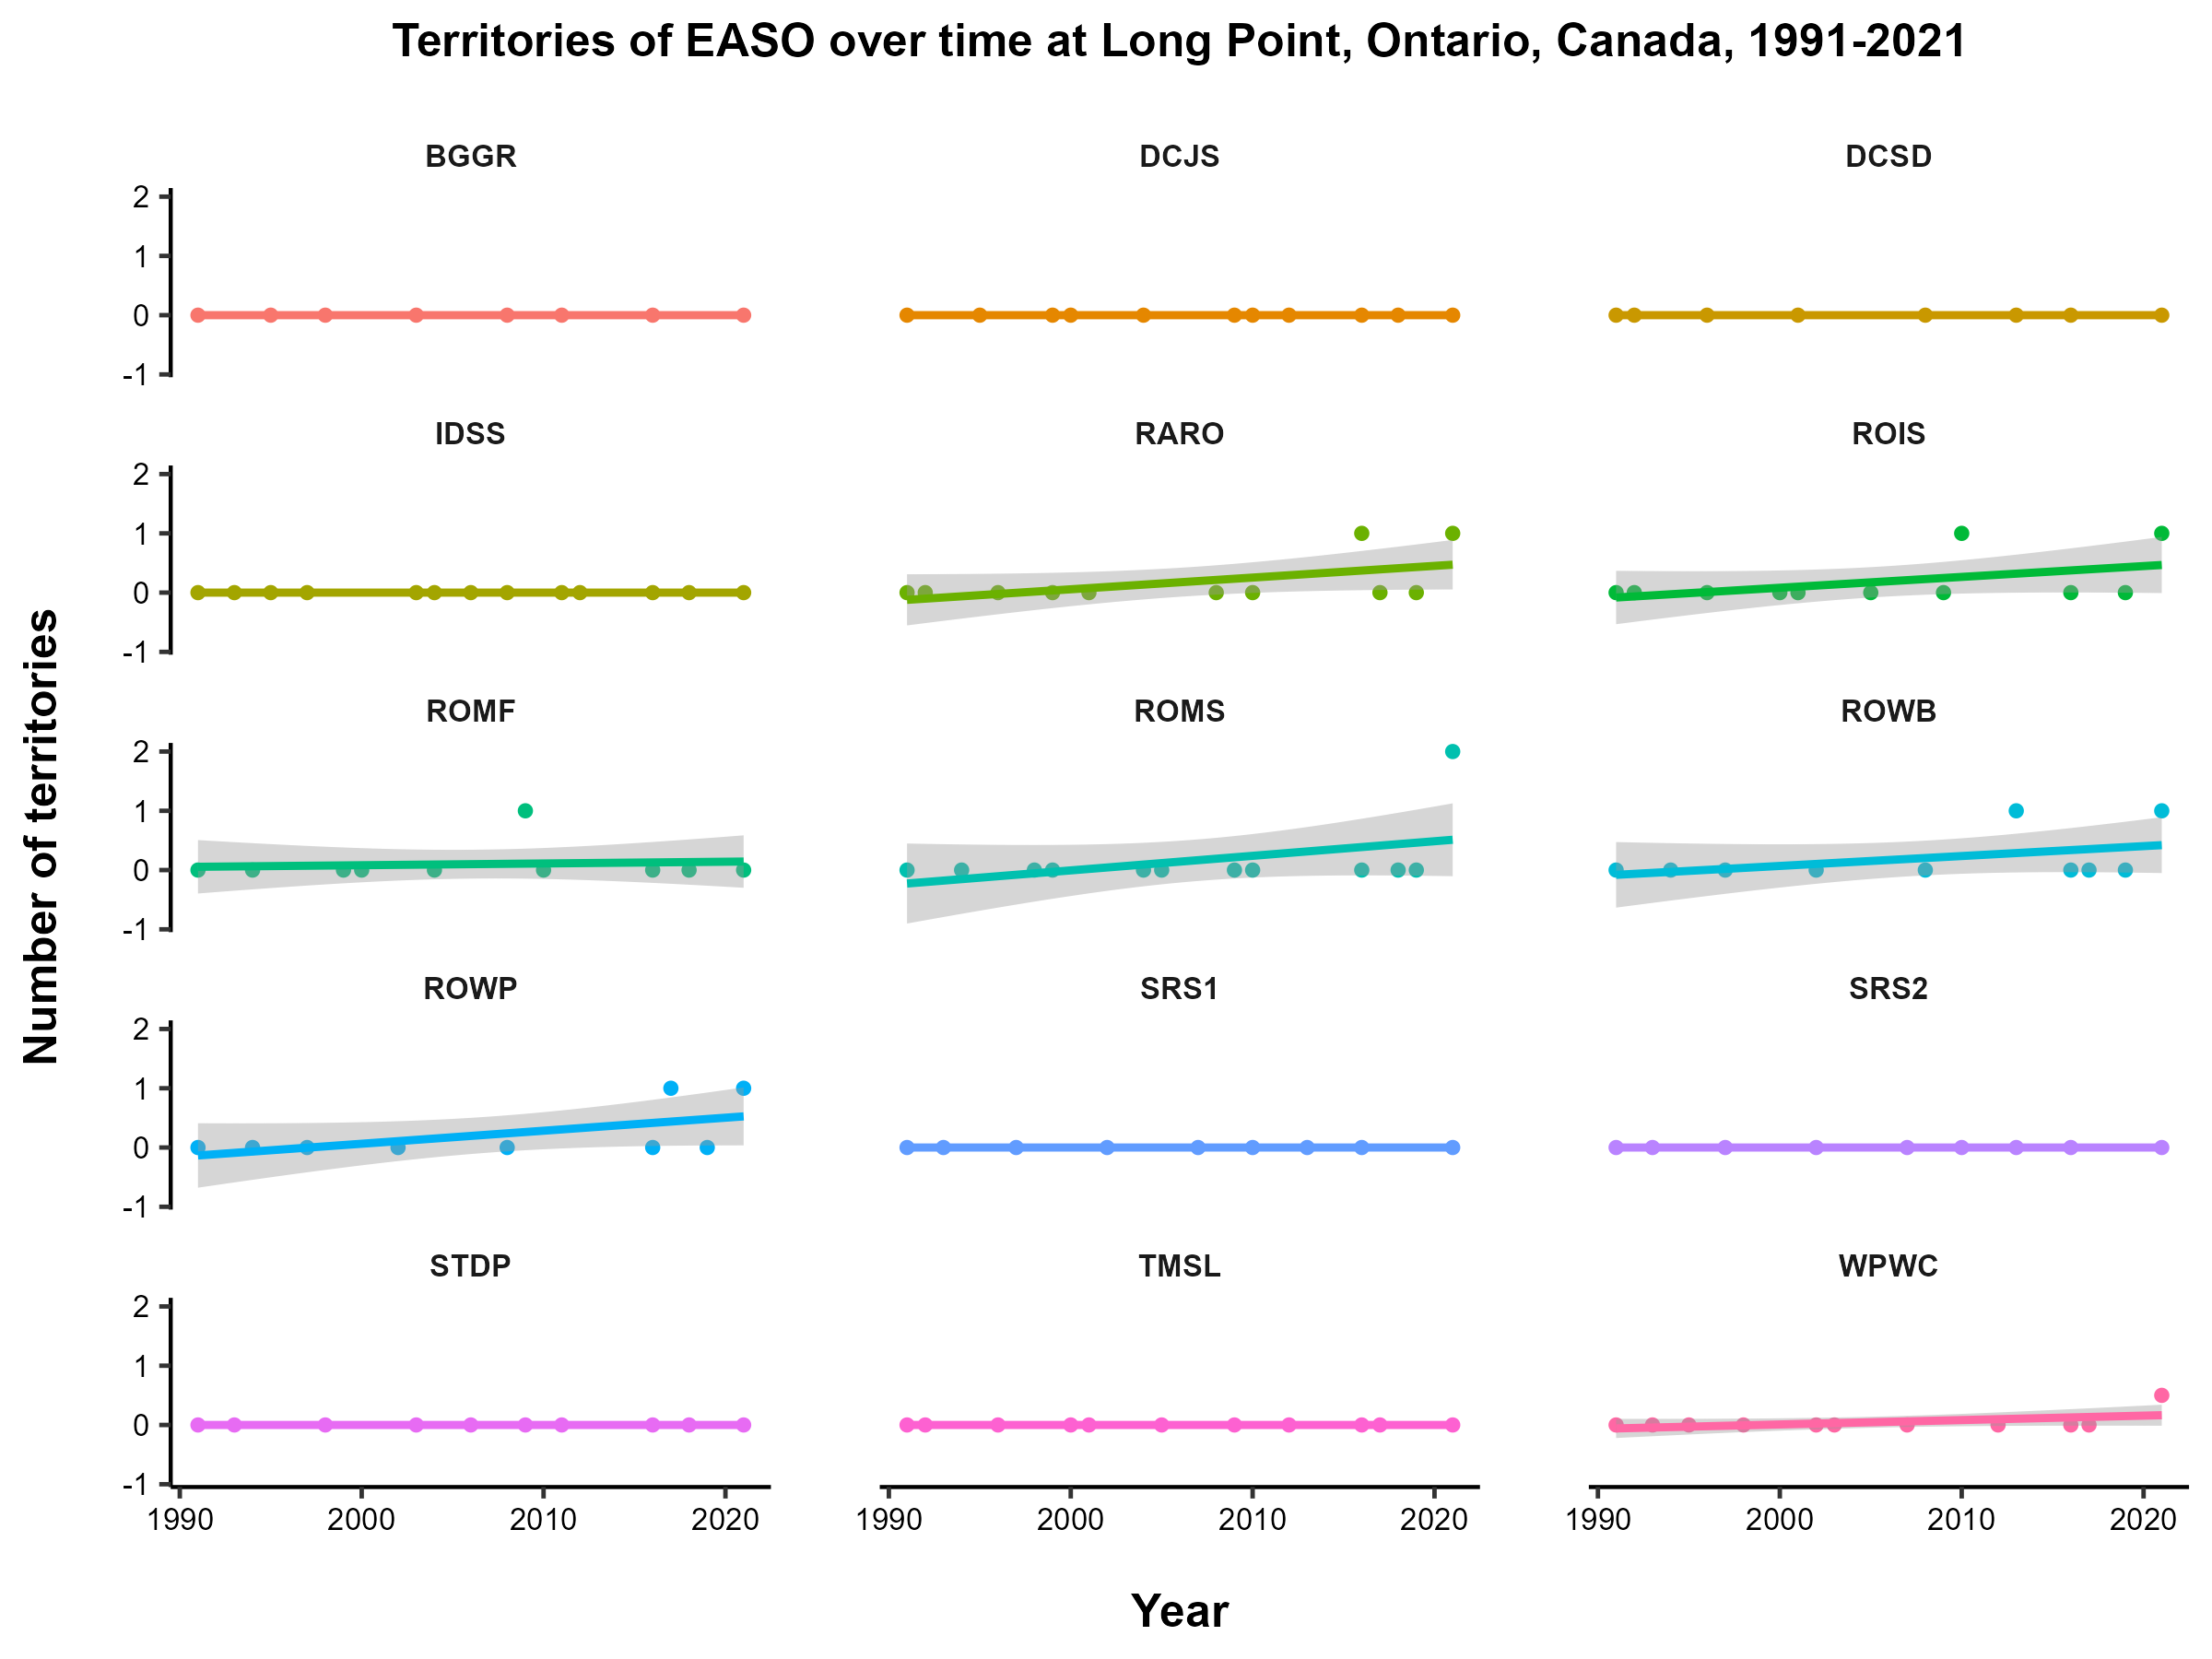 Territories of EASO over time at Long Point, Ontario, Canada, 1991-2021
BGGR DCJS DCSD
2
1
0
-1
IDSS RARO ROIS
2
1
0
-1
ROMF ROMS ROWB
2
1
0
-1
ROWP SRS1 SRS2
2
1
0
-1
STDP TMSL WPWC
2
1
0
-1
1990 2000 2010 2020 1990 2000 2010 2020 1990 2000 2010 2020
Number of territories
Year